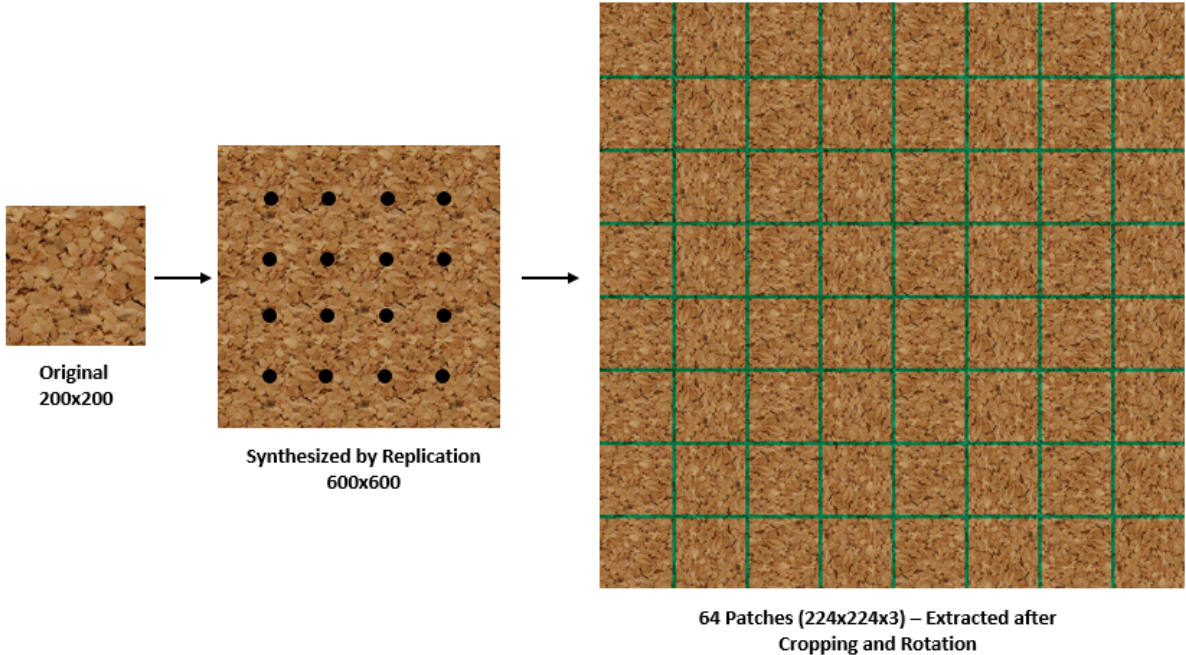 Original
200x200
Synthesized by Replication
600x600
64 Patches (224x224x3) – Extracted after
Cropping and Rotation